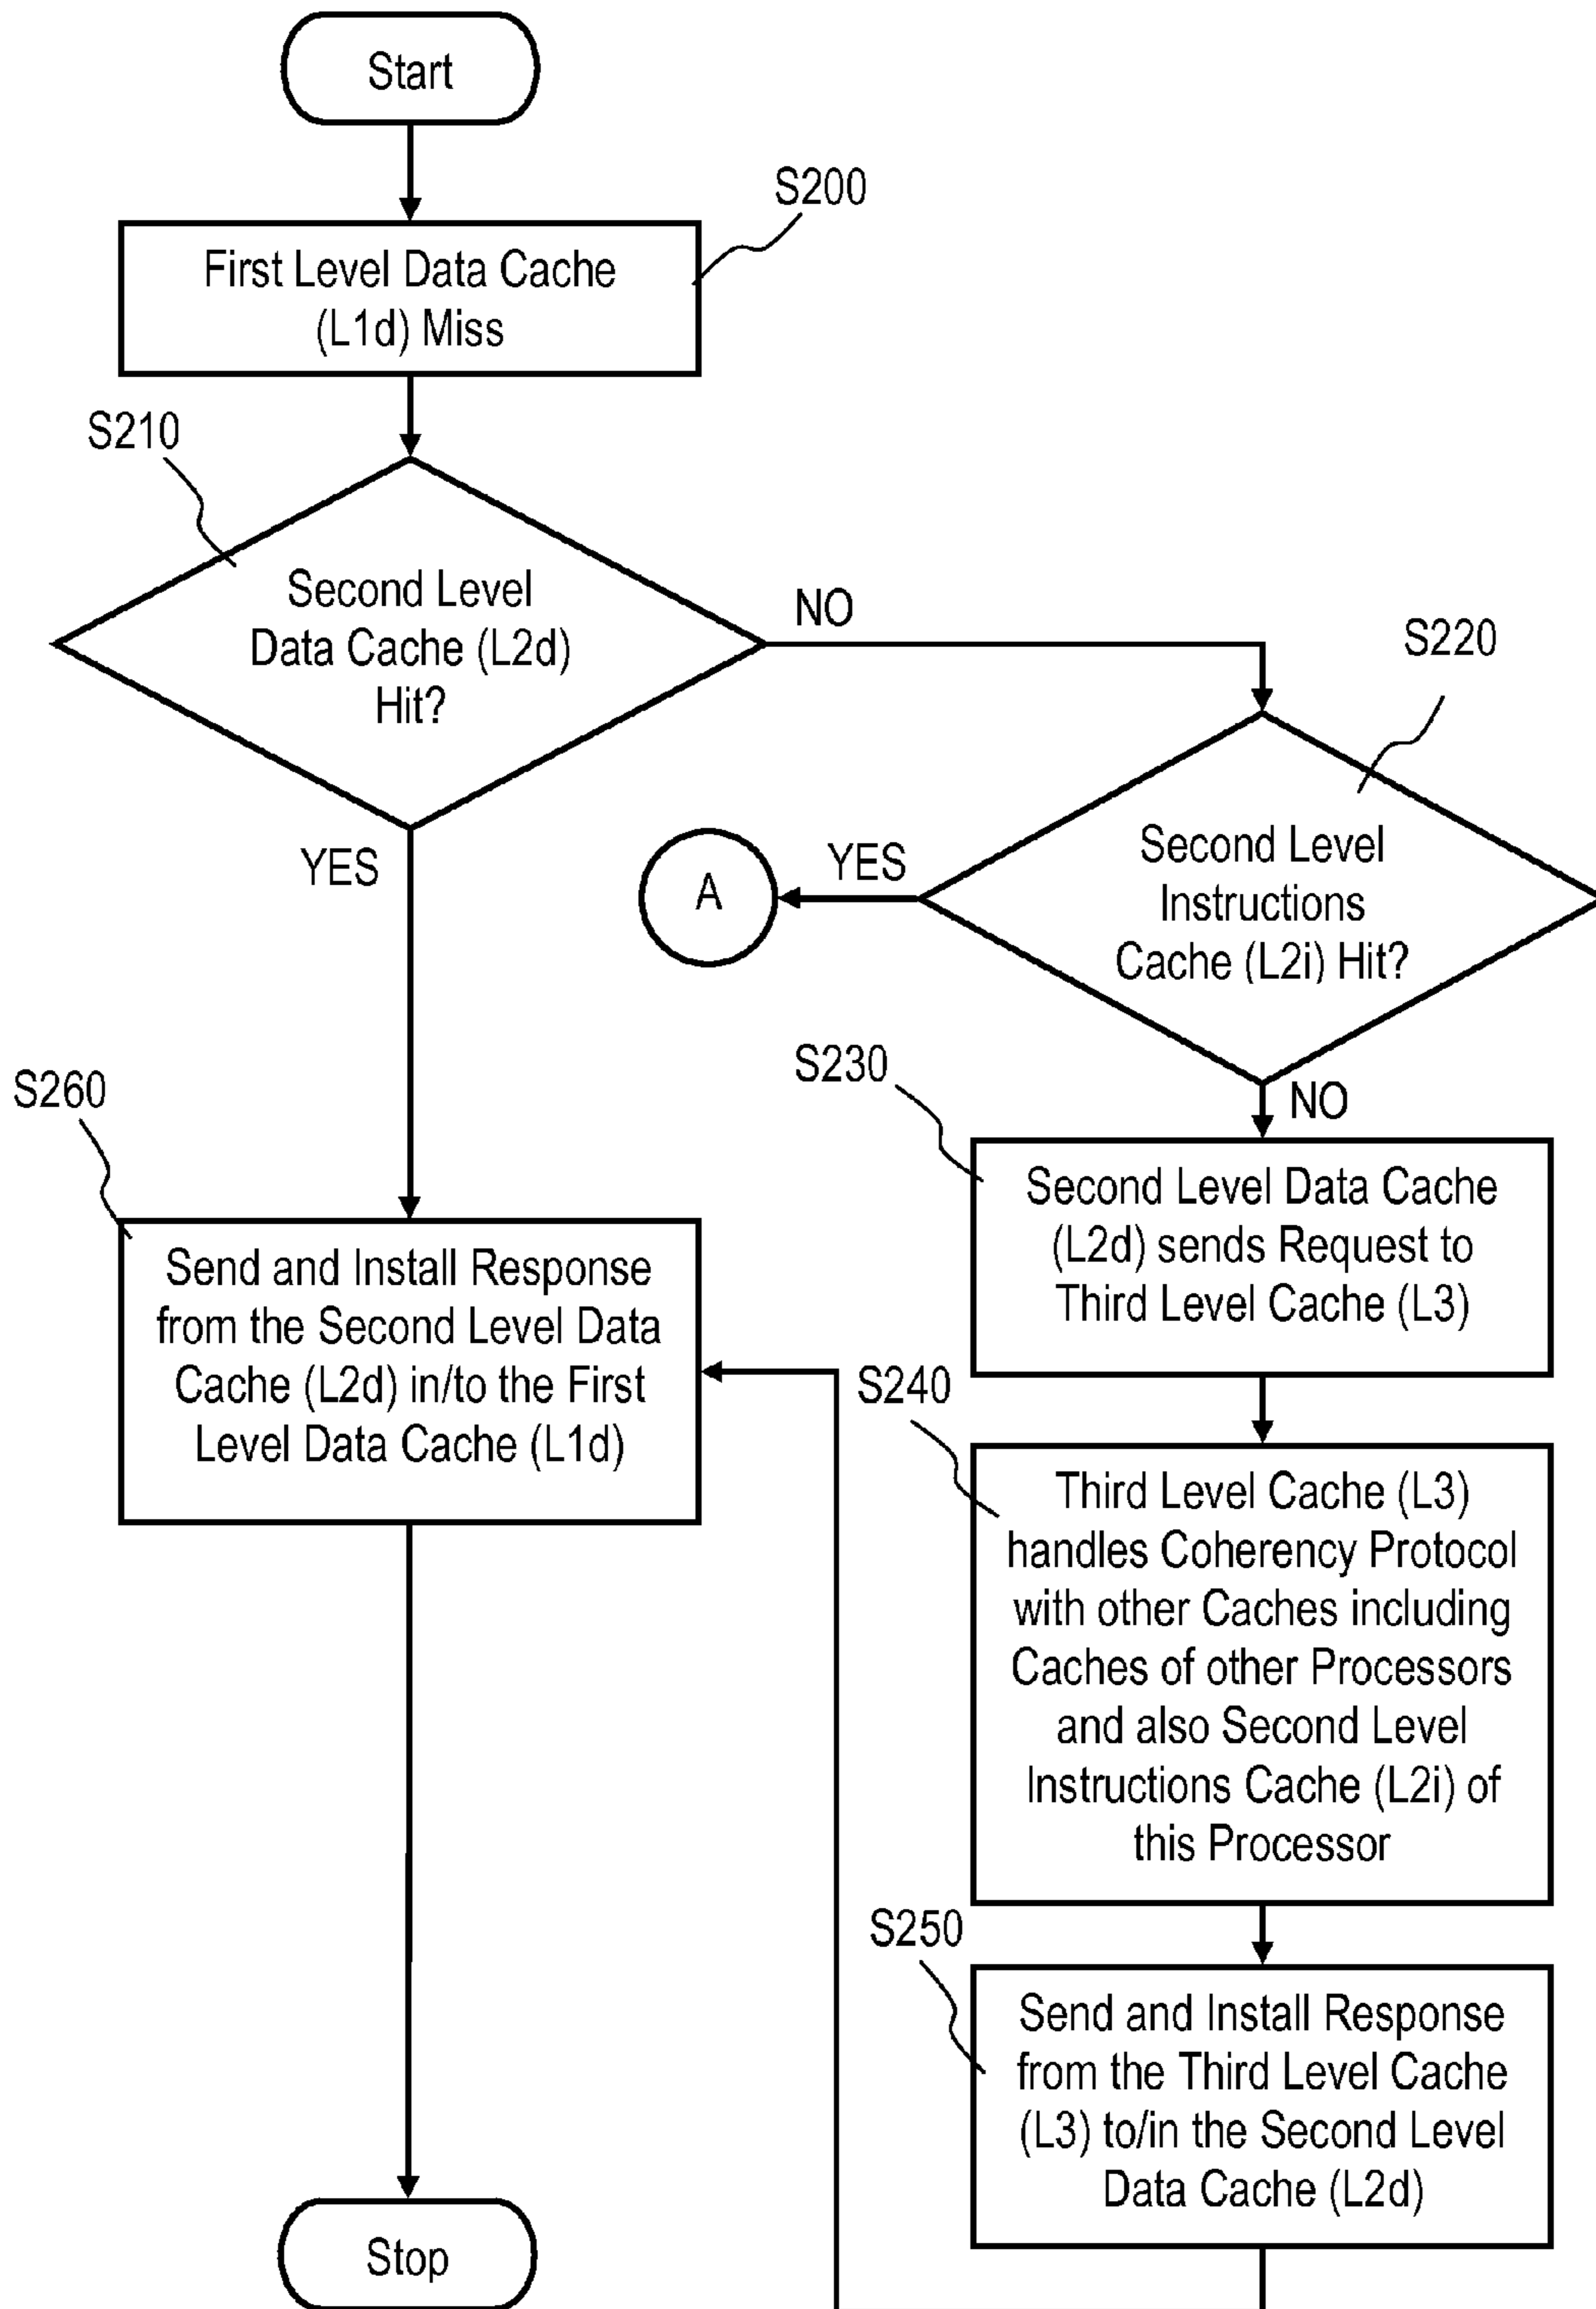 Start
S200
First Level Data Cache
(L1d) Miss
S210
Second Level
Data Cache (L2d)
Hit?
NO
S220
YES
A
YES
Second Level
Instructions
Cache (L2i) Hit?
S230
NO
S260
Second Level Data Cache
(L2d) sends Request to
Third Level Cache (L3)
Send and Install Response
from the Second Level Data
Cache (L2d) in/to the First
Level Data Cache (L1d)
S240
Third Level Cache (L3)
handles Coherency Protocol
with other Caches including
Caches of other Processors
and also Second Level
Instructions Cache (L2i) of
this Processor
S250
Send and Install Response
from the Third Level Cache
(L3) to/in the Second Level
Data Cache (L2d)
Stop